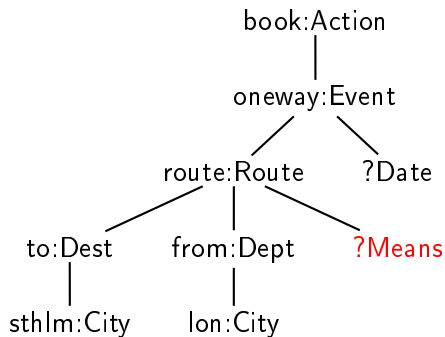 book:Action
oneway:Event
route:Route ?Date
to:Dest from:Dept ?Means
sthlm:City lon:City